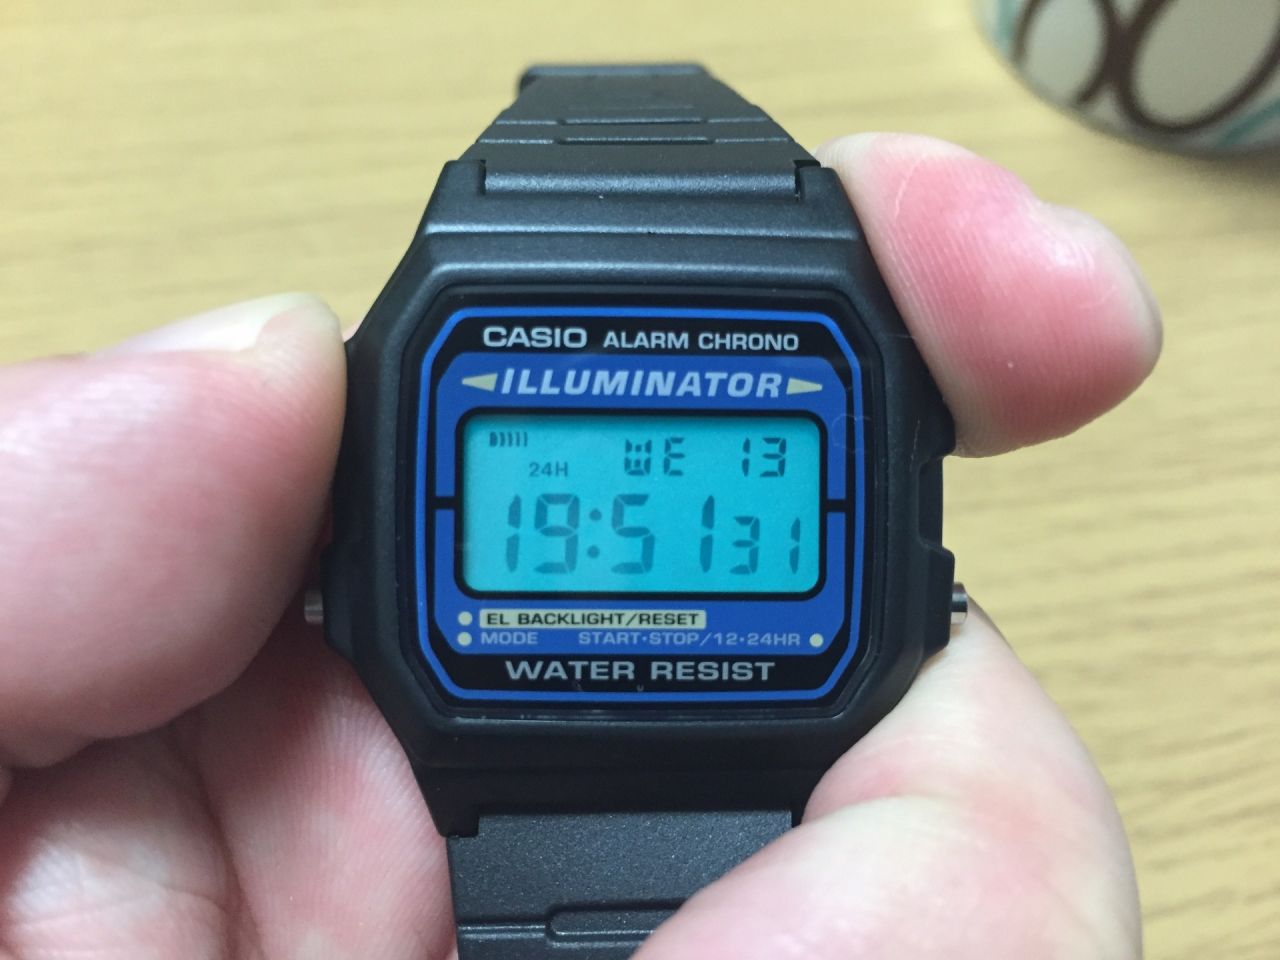 CASIO ALARM CHRONO
ILLUMINATOR
24H WE 13
19:51 31
EL BACKLIGHT/RESET
MODE START·STOP/12·24HR
WATER RESIST